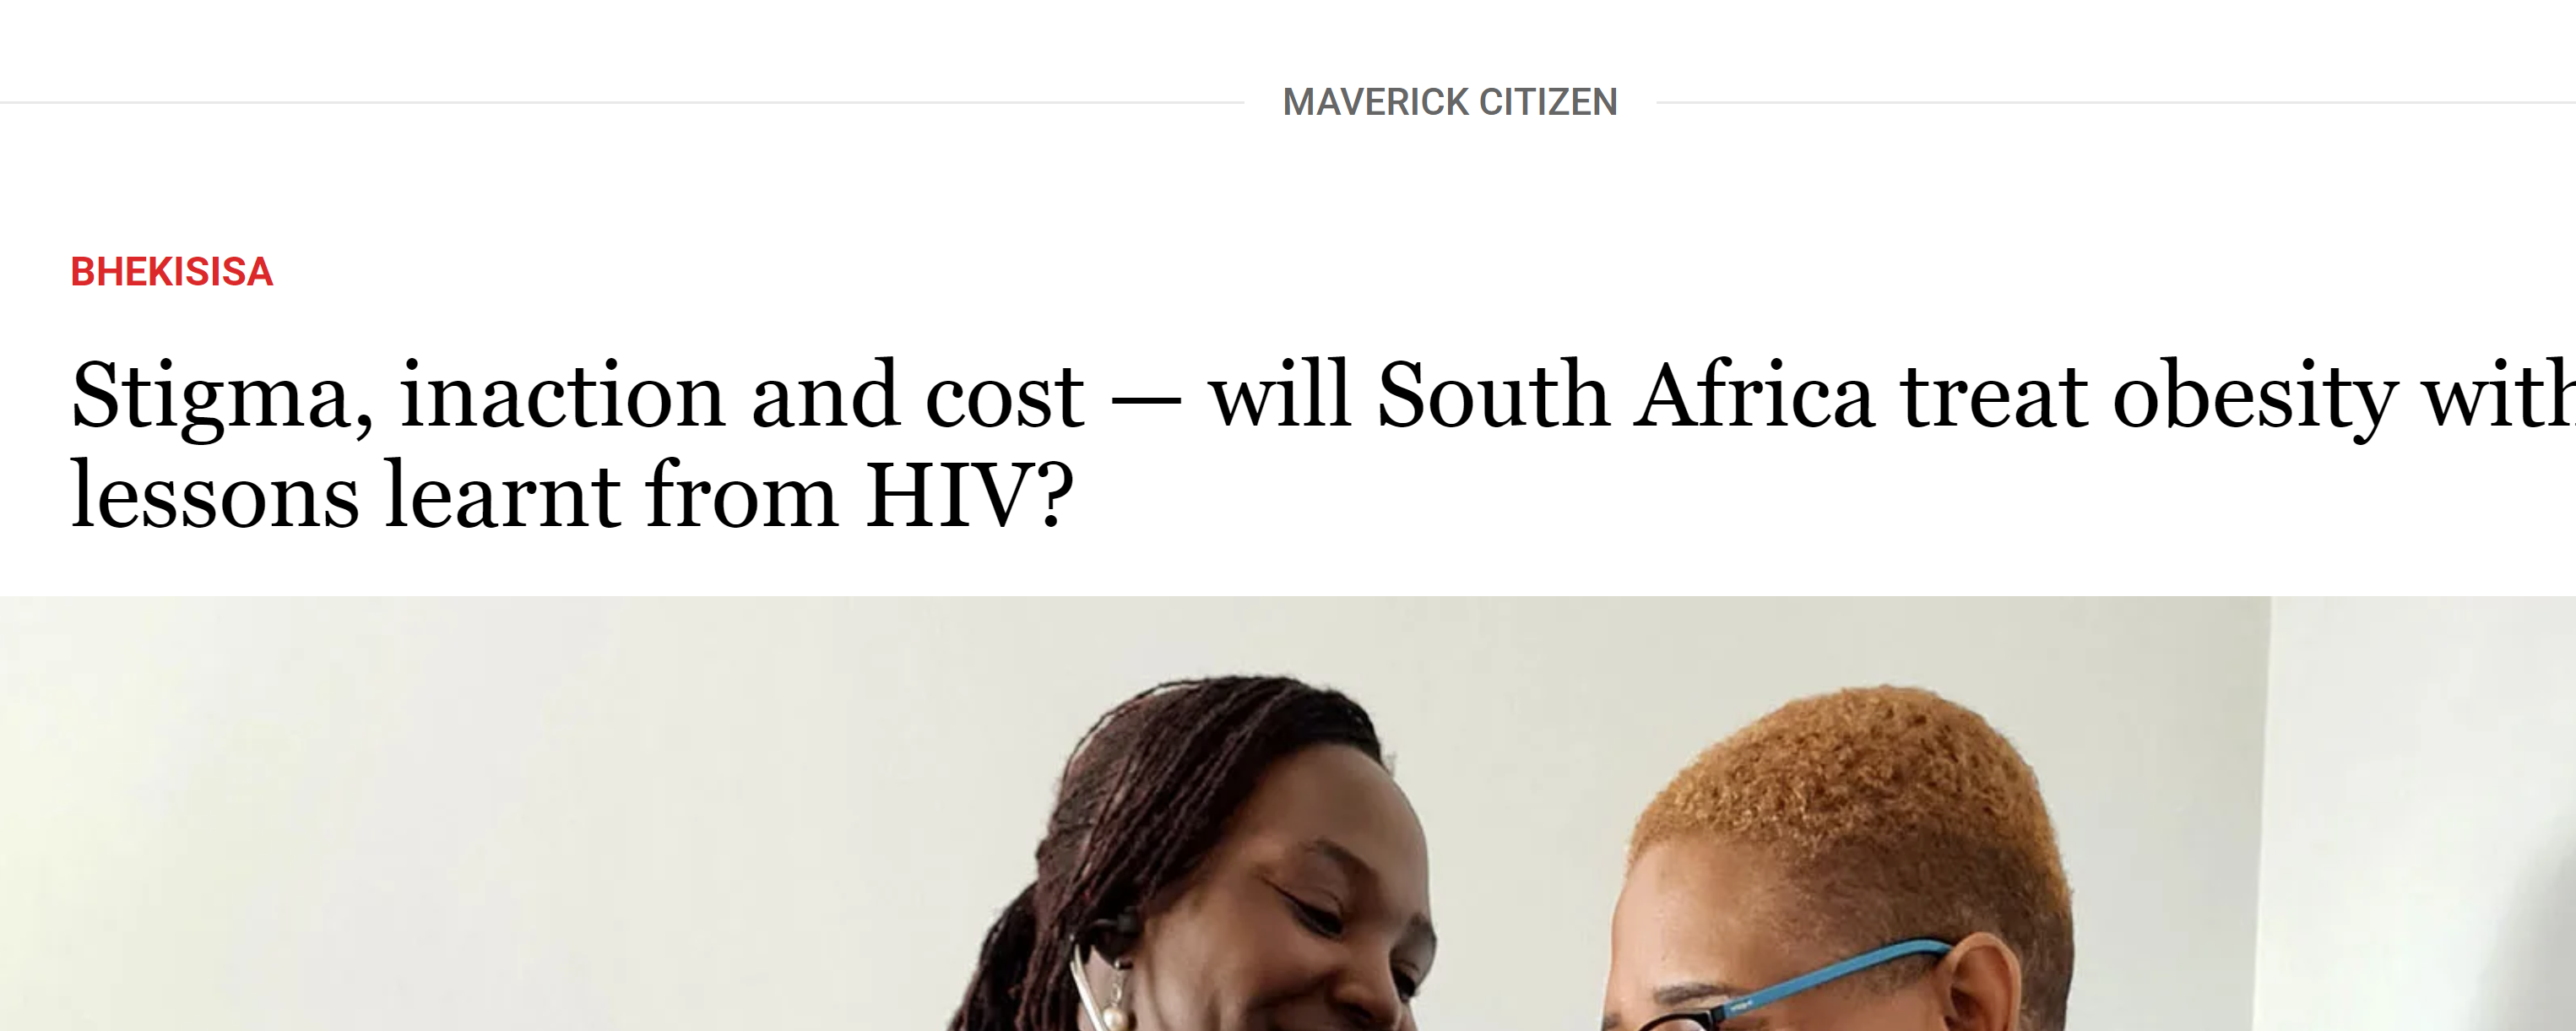 MAVERICK CITIZEN
BHEKISISA
Stigma, inaction and cost — will South Africa treat obesity with
lessons learnt from HIV?